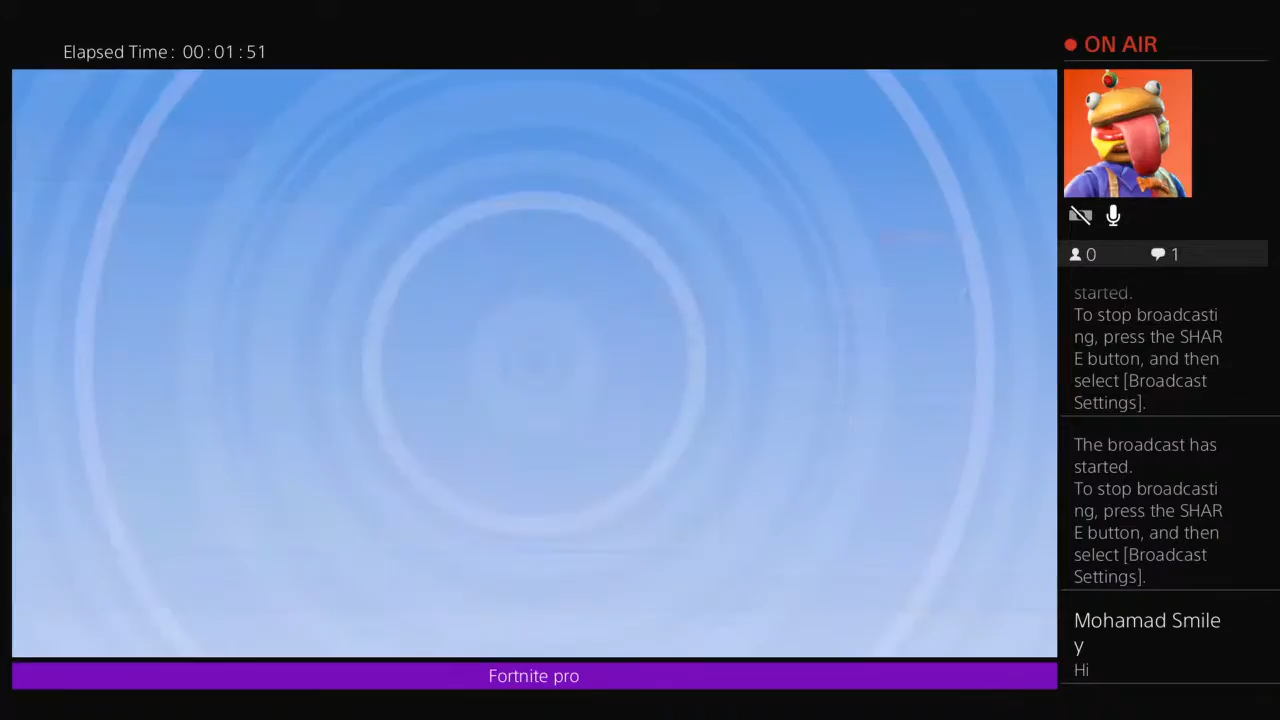 Elapsed Time: 00:01:51
ON AIR
0
1
started.
To stop broadcasti
ng, press the SHAR
E button, and then
select [Broadcast
Settings].
The broadcast has
started.
To stop broadcasti
ng, press the SHAR
E button, and then
select [Broadcast
Settings].
Mohamad Smile
y
Hi
Fortnite pro